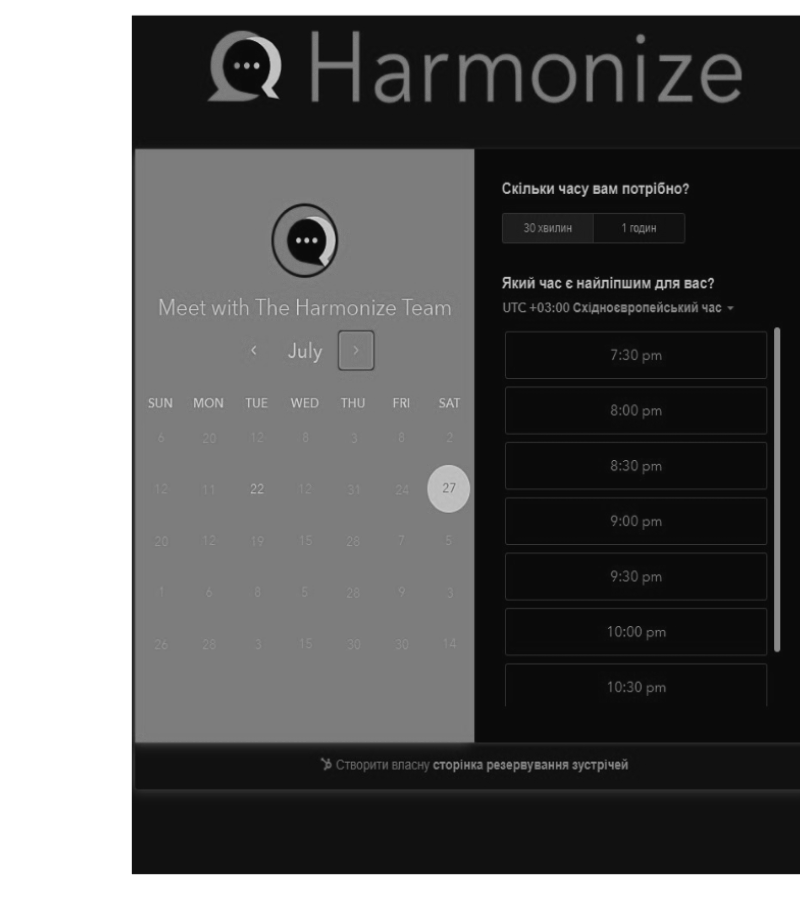 Harmonize
Meet with The Harmonize Team
‹ July ›
SUN MON TUE WED THU FRI SAT
6 20 12 8 3 8 2
12 11 22 12 31 24 27
20 12 19 15 28 7 5
1 6 8 5 28 9 3
26 28 3 15 30 30 14
Скільки часу вам потрібно?
30 хвилин 1 годин
Який час є найліпшим для вас?
UTC +03:00 Східноєвропейський час
7:30 pm
8:00 pm
8:30 pm
9:00 pm
9:30 pm
10:00 pm
10:30 pm
Створити власну сторінка резервування зустрічей